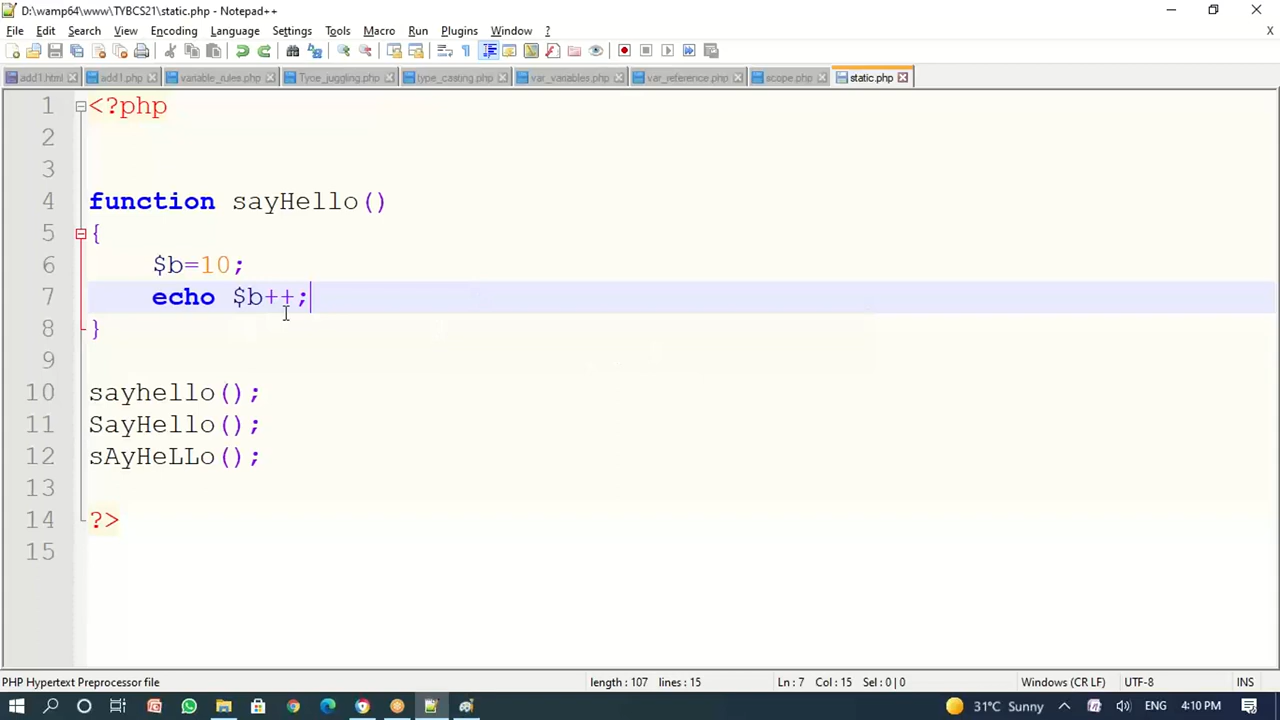 D:\wamp64\www\TYBCS21\static.php - Notepad++
File Edit Search View Encoding Language Settings Tools Macro Run Plugins Window ? X
add1.html add1.php variable_rules.php Tyoe_juggling.php type_casting.php var_variables.php var_reference.php scope.php static.php
1 <?php
2
3
4 function sayHello()
5 {
6 $b=10;
7 echo $b++;
8 }
9
10 sayhello();
11 SayHello();
12 sAyHeLLo();
13
14 ?>
15
PHP Hypertext Preprocessor file length : 107 lines : 15 Ln : 7 Col : 15 Sel : 0 | 0 Windows (CR LF) UTF-8 INS
31°C Sunny ENG 4:10 PM